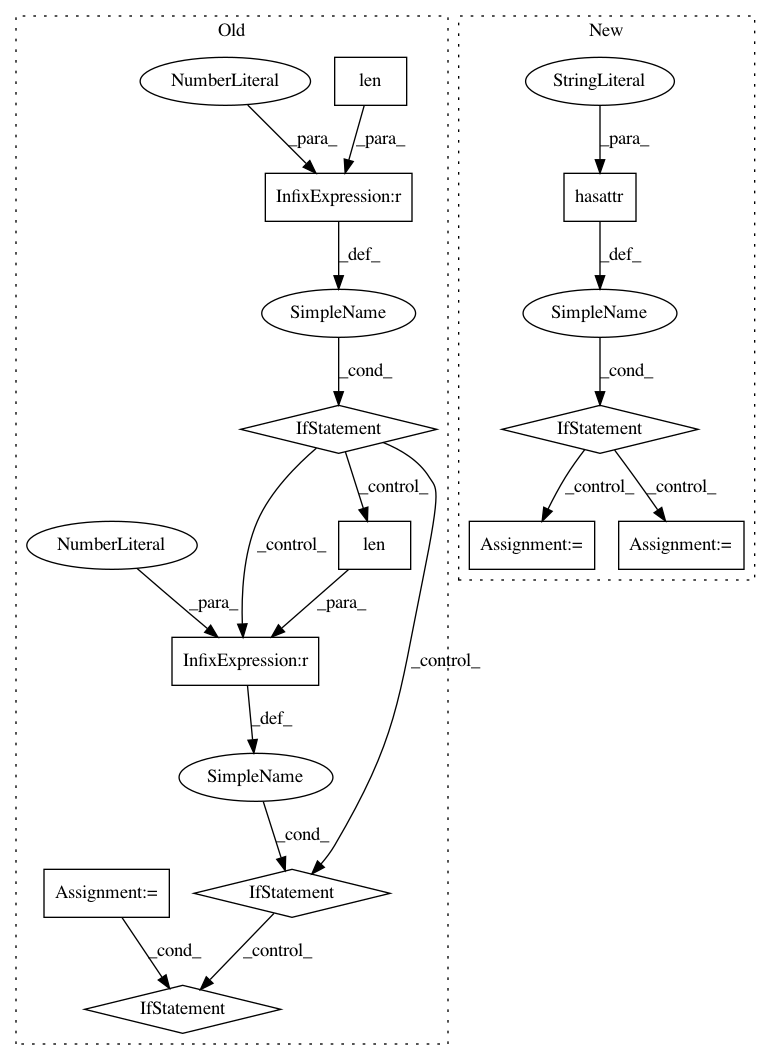 Old
New
NumberLiteral
len
StringLiteral
_para_
_para_
_para_
InfixExpression:r
hasattr
_def_
_def_
SimpleName
SimpleName
_cond_
_cond_
IfStatement
IfStatement
_control_
_control_
_control_
NumberLiteral
len
Assignment:=
Assignment:=
_control_
_para_
_para_
InfixExpression:r
_control_
_def_
SimpleName
_cond_
Assignment:=
IfStatement
_cond_
_control_
IfStatement